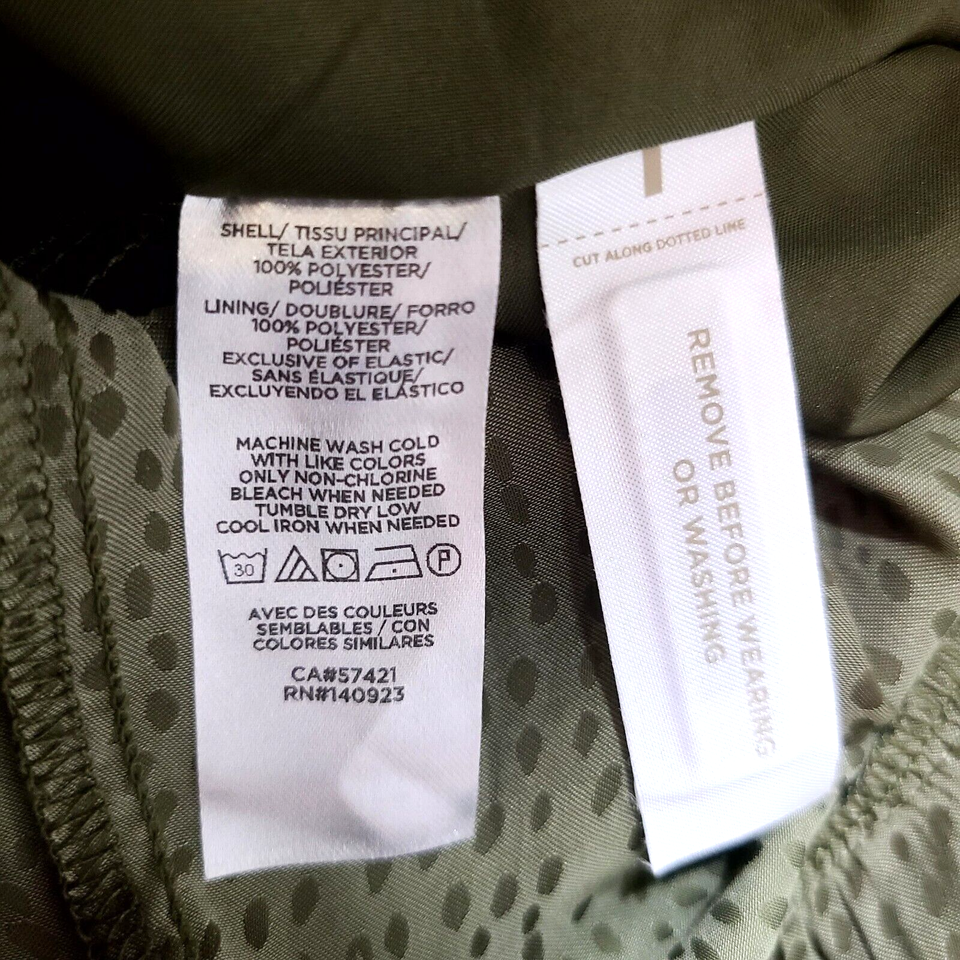 SHELL/ TISSU PRINCIPAL/
TELA EXTERIOR
100% POLYESTER/
POLIÉSTER
LINING/ DOUBLURE/ FORRO
100% POLYESTER/
POLIÉSTER
EXCLUSIVE OF ELASTIC/
SANS ÉLASTIQUE/
EXCLUYENDO EL ELÁSTICO
MACHINE WASH COLD
WITH LIKE COLORS
ONLY NON-CHLORINE
BLEACH WHEN NEEDED
TUMBLE DRY LOW
COOL IRON WHEN NEEDED
30 P
AVEC DES COULEURS
SEMBLABLES / CON
COLORES SIMILARES
CA#57421
RN#140923
CUT ALONG DOTTED LINE
REMOVE BEFORE WEARING
OR WASHING